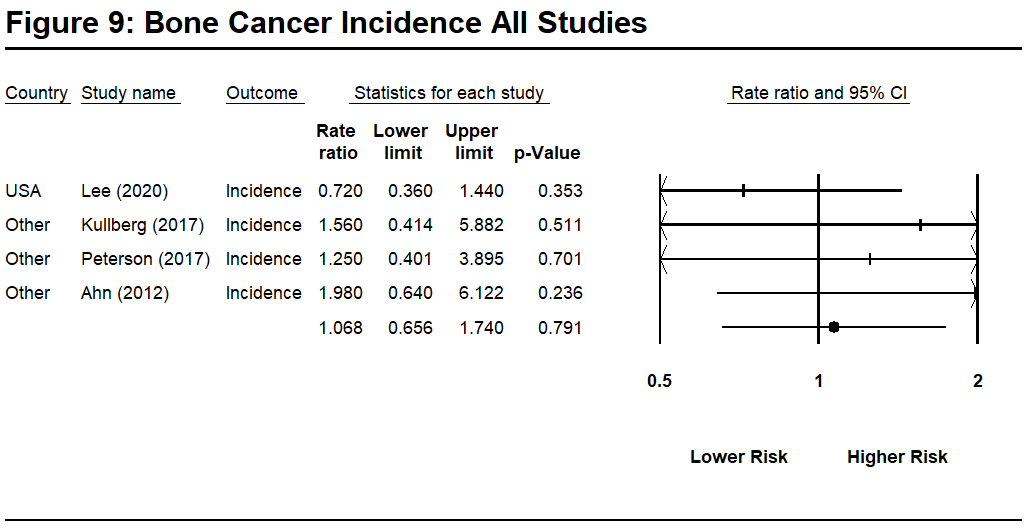 Figure 9: Bone Cancer Incidence All Studies
Country Study name Outcome Statistics for each study Rate ratio and 95% CI
Rate Lower Upper
ratio limit limit p-Value
USA Lee (2020) Incidence 0.720 0.360 1.440 0.353
Other Kullberg (2017) Incidence 1.560 0.414 5.882 0.511
Other Peterson (2017) Incidence 1.250 0.401 3.895 0.701
Other Ahn (2012) Incidence 1.980 0.640 6.122 0.236
1.068 0.656 1.740 0.791
0.5 1 2
Lower Risk Higher Risk